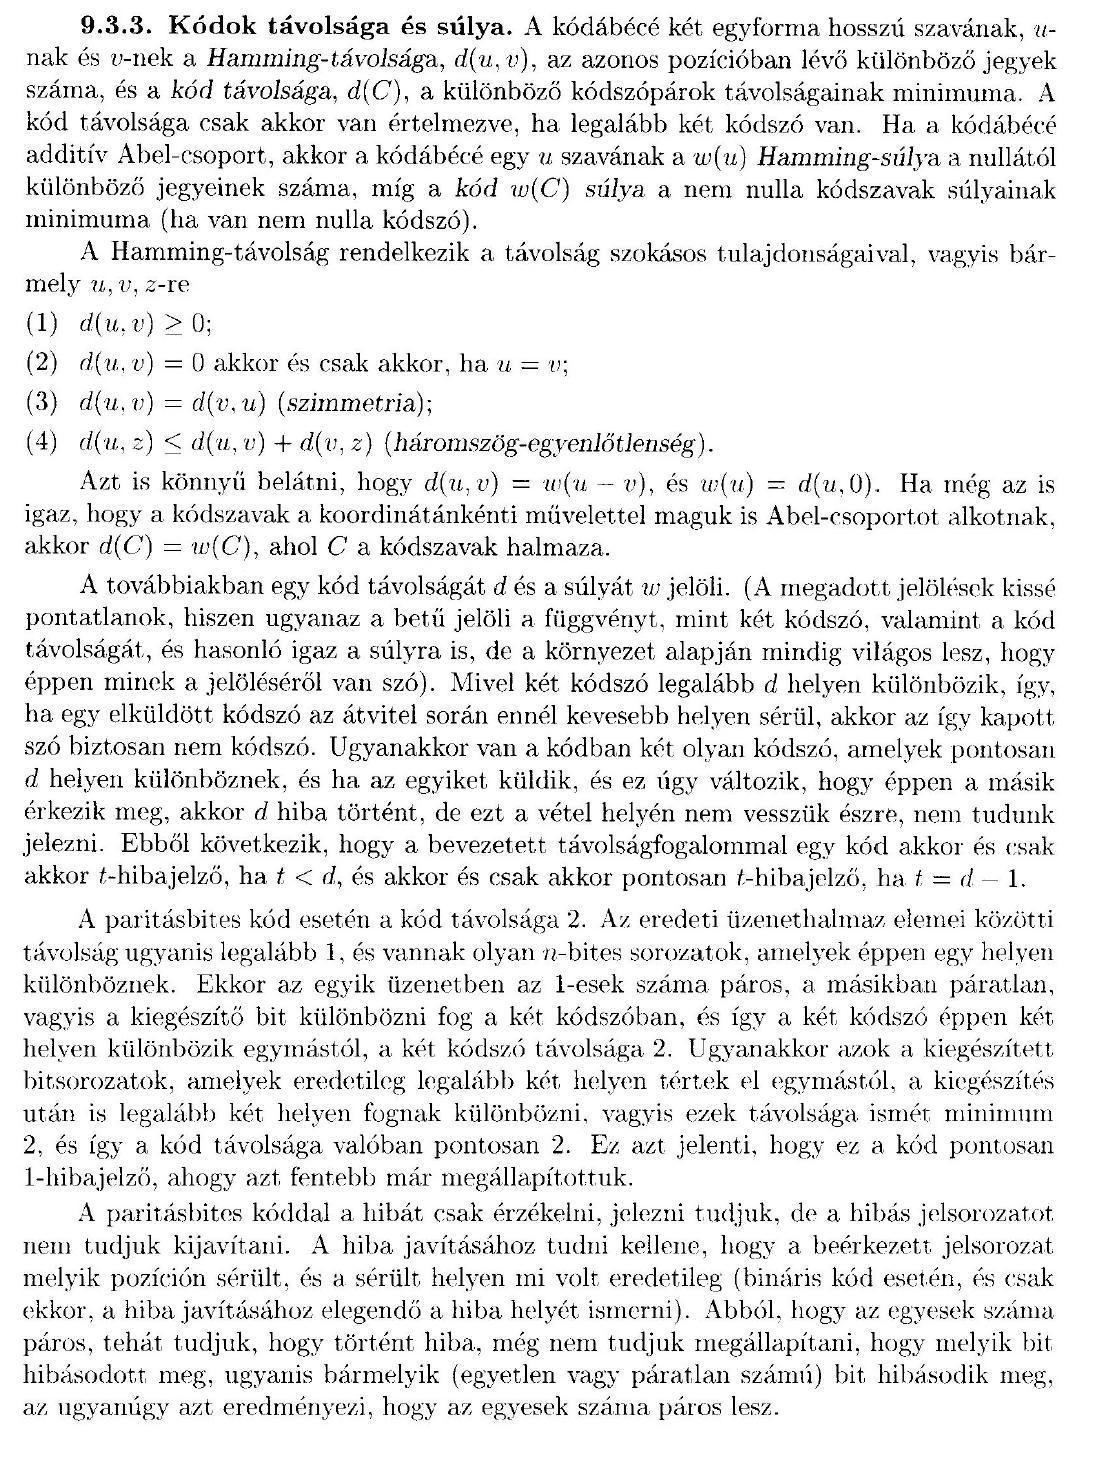 9.3.3. Kódok távolsága és súlya. A kódábécé két egyforma hosszú szavának, u-
nak és v-nek a Hamming-távolsága, d(u, v), az azonos pozícióban lévő különböző jegyek
száma, és a kód távolsága, d(C), a különböző kódszópárok távolságainak minimuma. A
kód távolsága csak akkor van értelmezve, ha legalább két kódszó van. Ha a kódábécé
additív Abel-csoport, akkor a kódábécé egy u szavának a w(u) Hamming-súlya a nullától
különböző jegyeinek száma, míg a kód w(C) súlya a nem nulla kódszavak súlyainak
minimuma (ha van nem nulla kódszó).
A Hamming-távolság rendelkezik a távolság szokásos tulajdonságaival, vagyis bár-
mely u, v, z-re
(1) d(u, v) ≥ 0;
(2) d(u, v) = 0 akkor és csak akkor, ha u = v;
(3) d(u, v) = d(v, u) (szimmetria);
(4) d(u, z) ≤ d(u, v) + d(v, z) (háromszög-egyenlőtlenség).
Azt is könnyű belátni, hogy d(u, v) = w(u − v), és w(u) = d(u, 0). Ha még az is
igaz, hogy a kódszavak a koordinátánkénti művelettel maguk is Abel-csoportot alkotnak,
akkor d(C) = w(C), ahol C a kódszavak halmaza.
A továbbiakban egy kód távolságát d és a súlyát w jelöli. (A megadott jelölések kissé
pontatlanok, hiszen ugyanaz a betű jelöli a függvényt, mint két kódszó, valamint a kód
távolságát, és hasonló igaz a súlyra is, de a környezet alapján mindig világos lesz, hogy
éppen minek a jelöléséről van szó). Mivel két kódszó legalább d helyen különbözik, így,
ha egy elküldött kódszó az átvitel során ennél kevesebb helyen sérül, akkor az így kapott
szó biztosan nem kódszó. Ugyanakkor van a kódban két olyan kódszó, amelyek pontosan
d helyen különböznek, és ha az egyiket küldik, és ez úgy változik, hogy éppen a másik
érkezik meg, akkor d hiba történt, de ezt a vétel helyén nem vesszük észre, nem tudunk
jelezni. Ebből következik, hogy a bevezetett távolságfogalommal egy kód akkor és csak
akkor t-hibajelző, ha t < d, és akkor és csak akkor pontosan t-hibajelző, ha t = d − 1.
A paritásbites kód esetén a kód távolsága 2. Az eredeti üzenethalmaz elemei közötti
távolság ugyanis legalább 1, és vannak olyan n-bites sorozatok, amelyek éppen egy helyen
különböznek. Ekkor az egyik üzenetben az 1-esek száma páros, a másikban páratlan,
vagyis a kiegészítő bit különbözni fog a két kódszóban, és így a két kódszó éppen két
helyen különbözik egymástól, a két kódszó távolsága 2. Ugyanakkor azok a kiegészített
bitsorozatok, amelyek eredetileg legalább két helyen tértek el egymástól, a kiegészítés
után is legalább két helyen fognak különbözni, vagyis ezek távolsága ismét minimum
2, és így a kód távolsága valóban pontosan 2. Ez azt jelenti, hogy ez a kód pontosan
1-hibajelző, ahogy azt fentebb már megállapítottuk.
A paritásbites kóddal a hibát csak érzékelni, jelezni tudjuk, de a hibás jelsorozatot
nem tudjuk kijavítani. A hiba javításához tudni kellene, hogy a beérkezett jelsorozat
melyik pozíción sérült, és a sérült helyen mi volt eredetileg (bináris kód esetén, és csak
ekkor, a hiba javításához elegendő a hiba helyét ismerni). Abból, hogy az egyesek száma
páros, tehát tudjuk, hogy történt hiba, még nem tudjuk megállapítani, hogy melyik bit
hibásodott meg, ugyanis bármelyik (egyetlen vagy páratlan számú) bit hibásodik meg,
az ugyanúgy azt eredményezi, hogy az egyesek száma páros lesz.